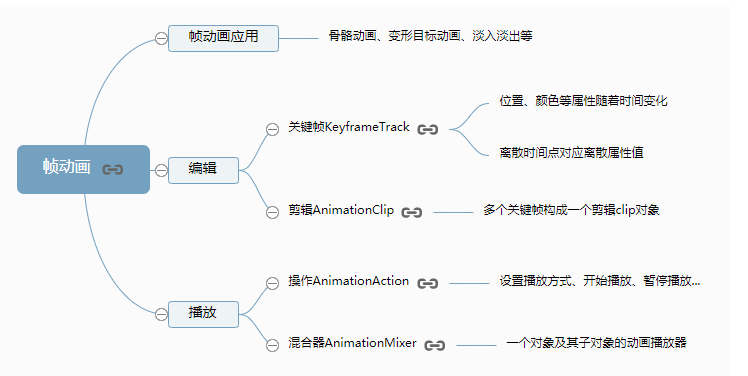 帧动画
帧动画应用
骨骼动画、变形目标动画、淡入淡出等
编辑
关键帧KeyframeTrack
位置、颜色等属性随着时间变化
离散时间点对应离散属性值
剪辑AnimationClip
多个关键帧构成一个剪辑clip对象
播放
操作AnimationAction
设置播放方式、开始播放、暂停播放...
混合器AnimationMixer
一个对象及其子对象的动画播放器